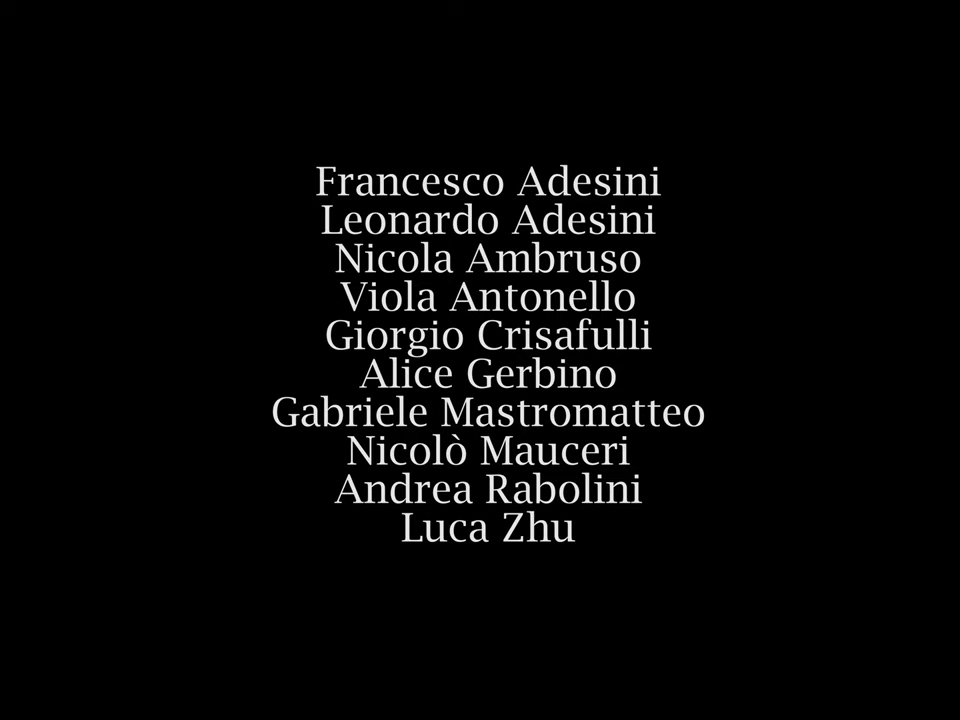 Francesco Adesini
Leonardo Adesini
Nicola Ambruso
Viola Antonello
Giorgio Crisafulli
Alice Gerbino
Gabriele Mastromatteo
Nicolò Mauceri
Andrea Rabolini
Luca Zhu